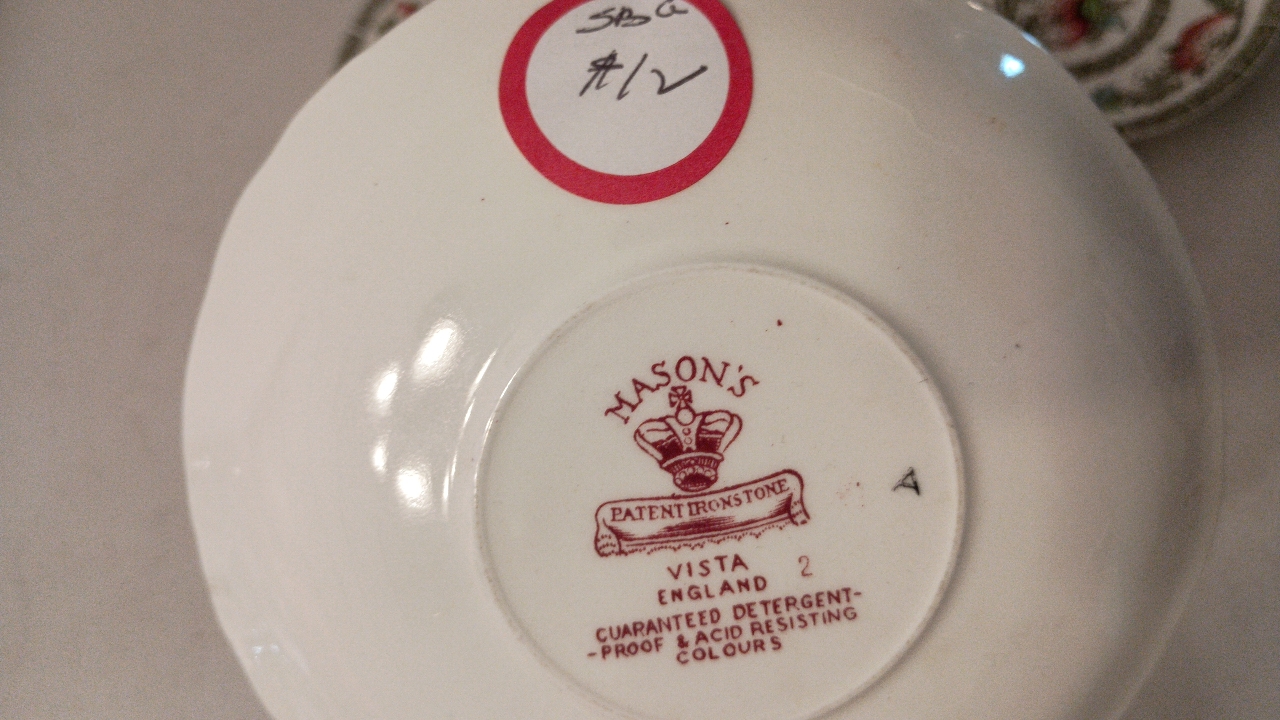 SBG
#12
MASON'S
PATENT IRONSTONE
VISTA 2
ENGLAND
GUARANTEED DETERGENT-
-PROOF & ACID RESISTING
COLOURS
A